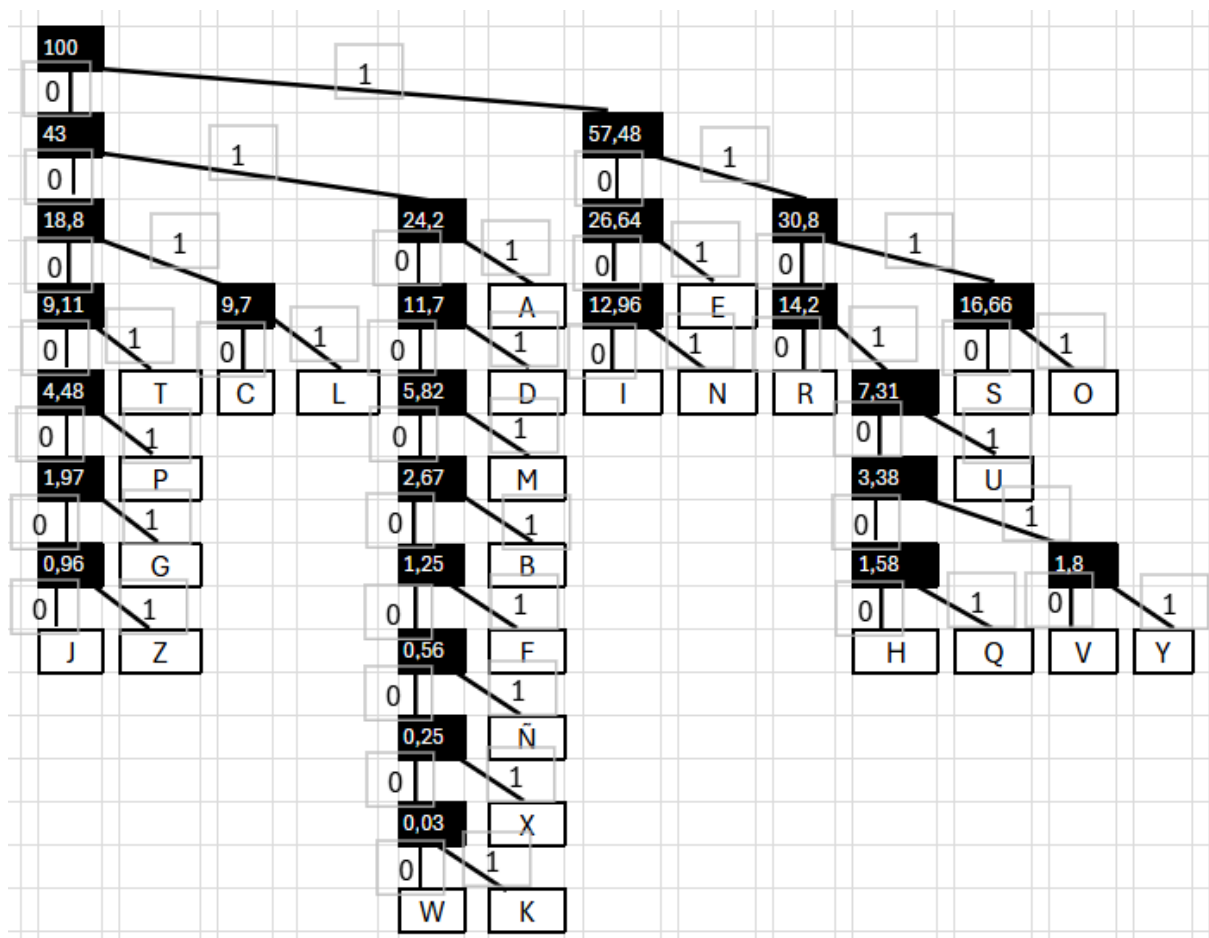 100
1
0
43 57,48
1 1
0 0
18,8 24,2 26,64 30,8
1 1 1 1
0 0 0 0
9,11 9,7 11,7 A 12,96 E 14,2 16,66
1 1 1 1 1 1
0 0 0 0 0 0
4,48 T C L 5,82 D I N R 7,31 S O
0 1 0 1 0 1
1,97 P 2,67 M 3,38 U
0 1 0 1 0 1
0,96 G 1,25 B 1,58 1,8
0 1 0 1 0 1 0 1
J Z 0,56 F H Q V Y
0 1
0,25 Ñ
0 1
0,03 X
0 1
W K